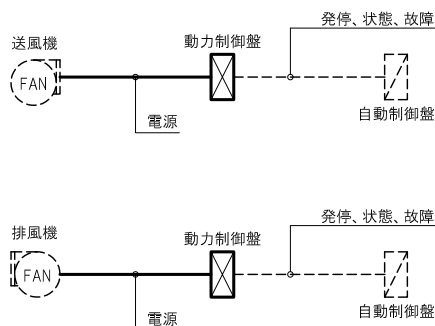 発停、状態、故障
送風機
動力制御盤
FAN
電源
自動制御盤
発停、状態、故障
排風機
動力制御盤
FAN
電源
自動制御盤